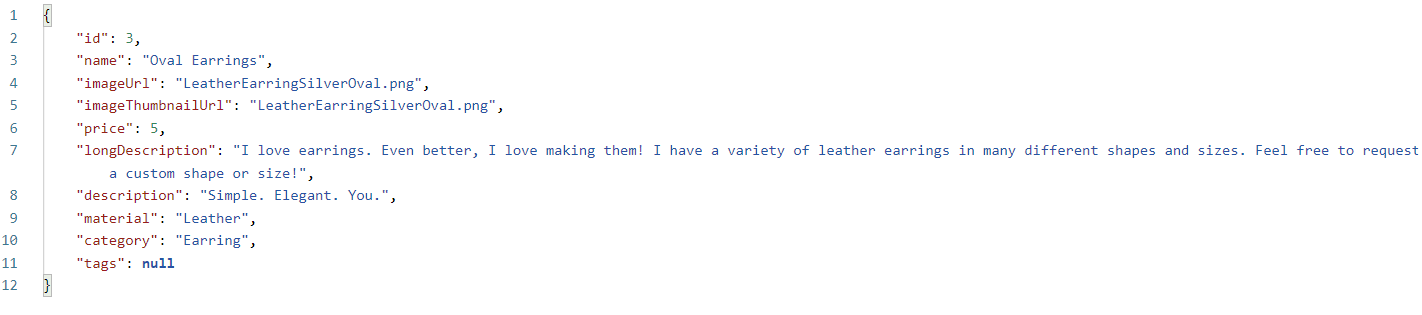 1 {
2 "id": 3,
3 "name": "Oval Earrings",
4 "imageUrl": "LeatherEarringSilverOval.png",
5 "imageThumbnailUrl": "LeatherEarringSilverOval.png",
6 "price": 5,
7 "longDescription": "I love earrings. Even better, I love making them! I have a variety of leather earrings in many different shapes and sizes. Feel free to request
a custom shape or size!",
8 "description": "Simple. Elegant. You.",
9 "material": "Leather",
10 "category": "Earring",
11 "tags": null
12 }